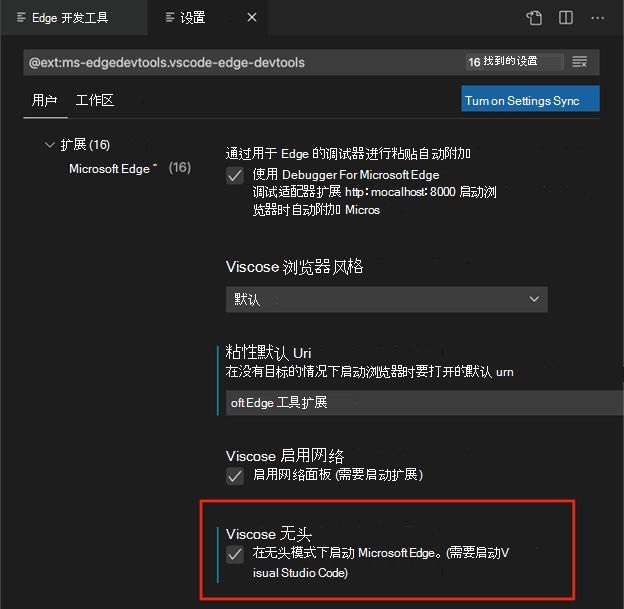 Edge 开发工具
设置
@ext:ms-edgedevtools.vscode-edge-devtools
16 找到的设置
用户
工作区
Tum on Settings Sync
扩展 (16)
Microsoft Edge (16)
通过用于 Edge 的调试器进行粘贴自动附加
使用 Debugger For Microsoft Edge
调试适配器扩展 http: mocalhost: 8000 启动浏
览器时自动附加 Micros
Viscose 浏览器风格
默认
粘性默认 Uri
在没有目标的情况下启动浏览器时要打开的默认 urn
oft Edge 工具扩展
Viscose 启用网络
启用网络面板 (需要启动扩展)
Viscose 无头
在无头模式下启动 Microsoft Edge。(需要启动V
isual Studio Code)